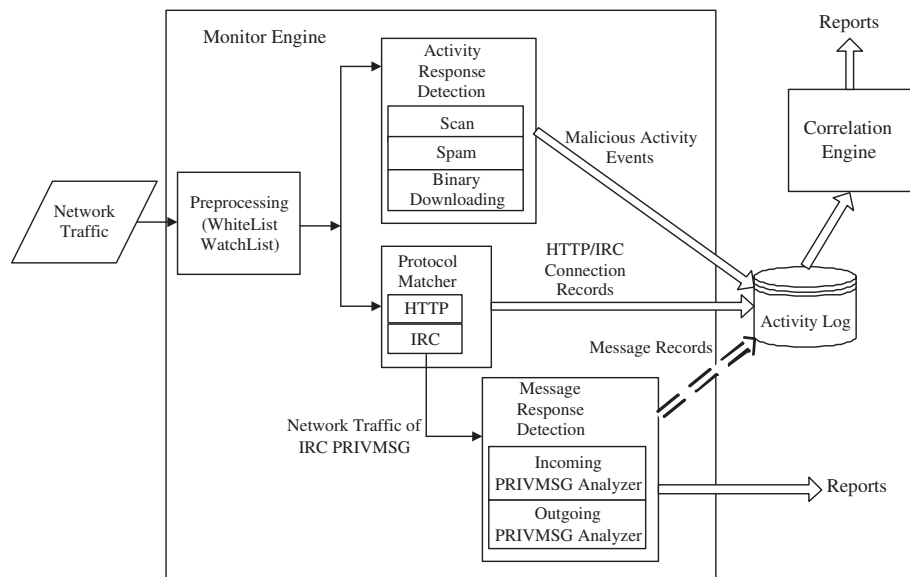 Monitor Engine
Network
Traffic
Preprocessing
(WhiteList
WatchList)
Activity
Response
Detection
Scan
Spam
Binary
Downloading
Protocol
Matcher
HTTP
IRC
Network Traffic of
IRC PRIVMSG
Message
Response
Detection
Incoming
PRIVMSG Analyzer
Outgoing
PRIVMSG Analyzer
Malicious Activity
Events
HTTP/IRC
Connection
Records
Message Records
Activity Log
Correlation
Engine
Reports
Reports